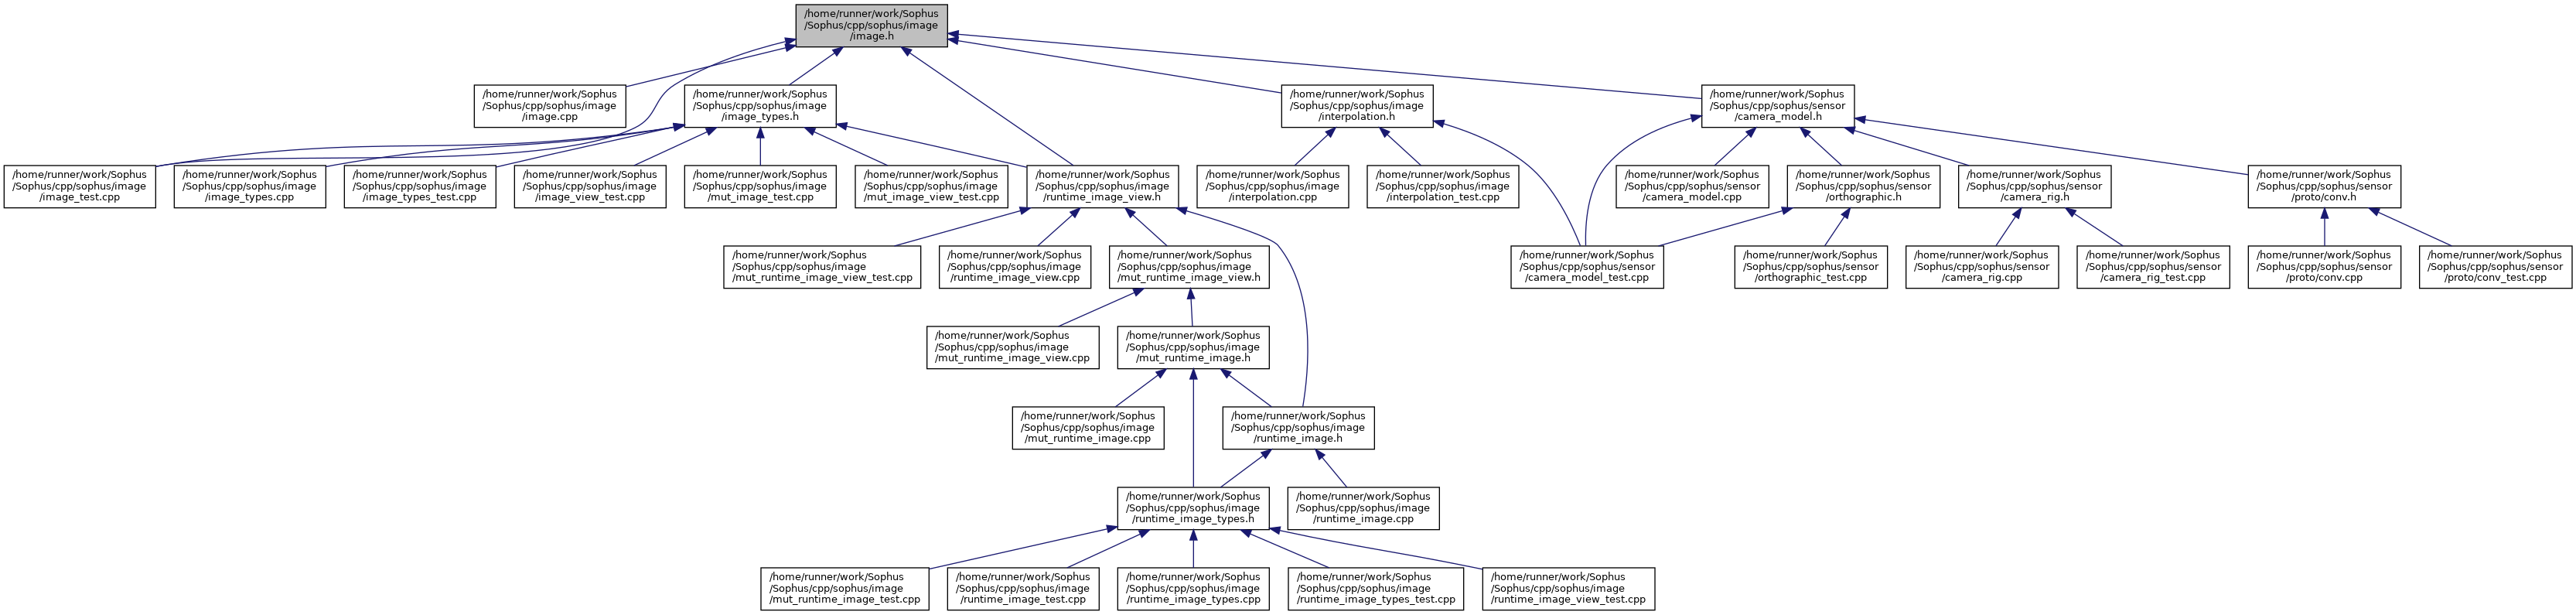 /home/runner/work/Sophus
/Sophus/cpp/sophus/image
/image.h
/home/runner/work/Sophus
/Sophus/cpp/sophus/image
/image.cpp
/home/runner/work/Sophus
/Sophus/cpp/sophus/image
/image_types.h
/home/runner/work/Sophus
/Sophus/cpp/sophus/image
/interpolation.h
/home/runner/work/Sophus
/Sophus/cpp/sophus/sensor
/camera_model.h
/home/runner/work/Sophus
/Sophus/cpp/sophus/image
/image_test.cpp
/home/runner/work/Sophus
/Sophus/cpp/sophus/image
/image_types.cpp
/home/runner/work/Sophus
/Sophus/cpp/sophus/image
/image_types_test.cpp
/home/runner/work/Sophus
/Sophus/cpp/sophus/image
/image_view_test.cpp
/home/runner/work/Sophus
/Sophus/cpp/sophus/image
/mut_image_test.cpp
/home/runner/work/Sophus
/Sophus/cpp/sophus/image
/mut_image_view_test.cpp
/home/runner/work/Sophus
/Sophus/cpp/sophus/image
/runtime_image_view.h
/home/runner/work/Sophus
/Sophus/cpp/sophus/image
/interpolation.cpp
/home/runner/work/Sophus
/Sophus/cpp/sophus/image
/interpolation_test.cpp
/home/runner/work/Sophus
/Sophus/cpp/sophus/sensor
/camera_model.cpp
/home/runner/work/Sophus
/Sophus/cpp/sophus/sensor
/orthographic.h
/home/runner/work/Sophus
/Sophus/cpp/sophus/sensor
/camera_rig.h
/home/runner/work/Sophus
/Sophus/cpp/sophus/sensor
/proto/conv.h
/home/runner/work/Sophus
/Sophus/cpp/sophus/image
/mut_runtime_image_view_test.cpp
/home/runner/work/Sophus
/Sophus/cpp/sophus/image
/runtime_image_view.cpp
/home/runner/work/Sophus
/Sophus/cpp/sophus/image
/mut_runtime_image_view.h
/home/runner/work/Sophus
/Sophus/cpp/sophus/sensor
/camera_model_test.cpp
/home/runner/work/Sophus
/Sophus/cpp/sophus/sensor
/orthographic_test.cpp
/home/runner/work/Sophus
/Sophus/cpp/sophus/sensor
/camera_rig.cpp
/home/runner/work/Sophus
/Sophus/cpp/sophus/sensor
/camera_rig_test.cpp
/home/runner/work/Sophus
/Sophus/cpp/sophus/sensor
/proto/conv.cpp
/home/runner/work/Sophus
/Sophus/cpp/sophus/sensor
/proto/conv_test.cpp
/home/runner/work/Sophus
/Sophus/cpp/sophus/image
/mut_runtime_image_view.cpp
/home/runner/work/Sophus
/Sophus/cpp/sophus/image
/mut_runtime_image.h
/home/runner/work/Sophus
/Sophus/cpp/sophus/image
/mut_runtime_image.cpp
/home/runner/work/Sophus
/Sophus/cpp/sophus/image
/runtime_image.h
/home/runner/work/Sophus
/Sophus/cpp/sophus/image
/runtime_image_types.h
/home/runner/work/Sophus
/Sophus/cpp/sophus/image
/runtime_image.cpp
/home/runner/work/Sophus
/Sophus/cpp/sophus/image
/mut_runtime_image_test.cpp
/home/runner/work/Sophus
/Sophus/cpp/sophus/image
/runtime_image_test.cpp
/home/runner/work/Sophus
/Sophus/cpp/sophus/image
/runtime_image_types.cpp
/home/runner/work/Sophus
/Sophus/cpp/sophus/image
/runtime_image_types_test.cpp
/home/runner/work/Sophus
/Sophus/cpp/sophus/image
/runtime_image_view_test.cpp